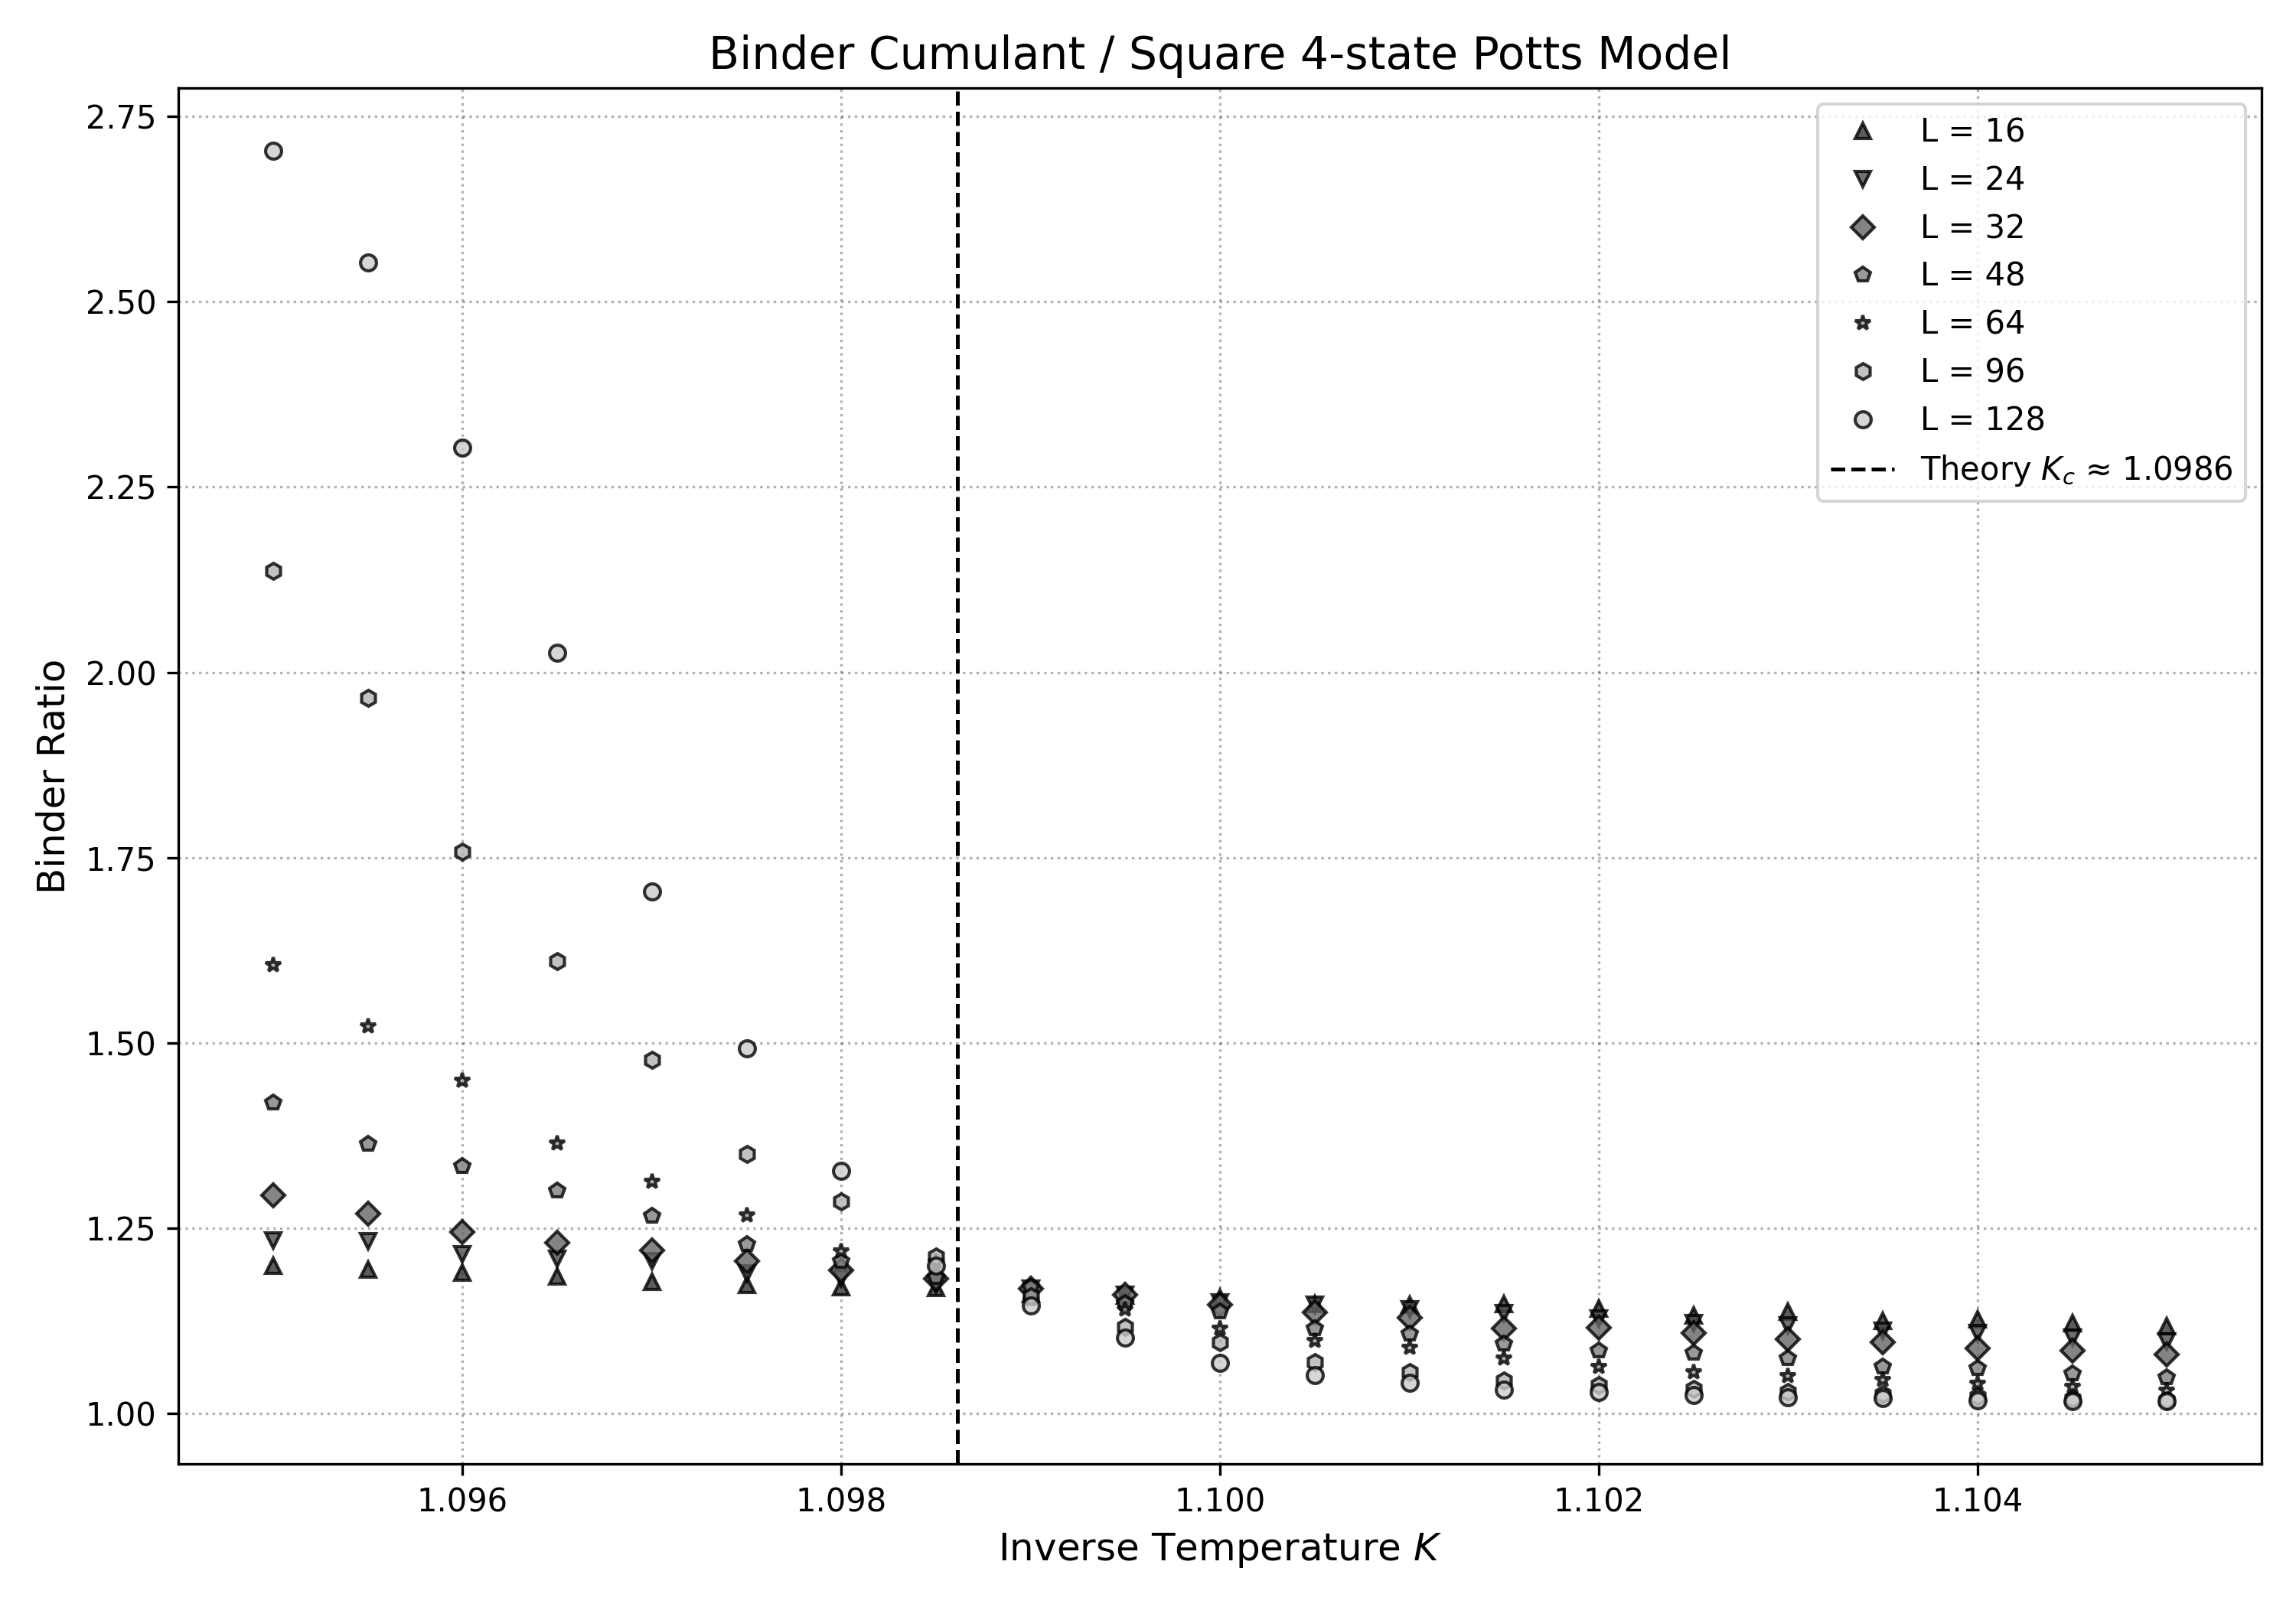 Binder Cumulant / Square 4-state Potts Model
2.75
2.50
2.25
2.00
1.75
1.50
1.25
1.00
Binder Ratio
L = 16
L = 24
L = 32
L = 48
L = 64
L = 96
L = 128
Theory K_c ≈ 1.0986
1.096 1.098 1.100 1.102 1.104
Inverse Temperature K